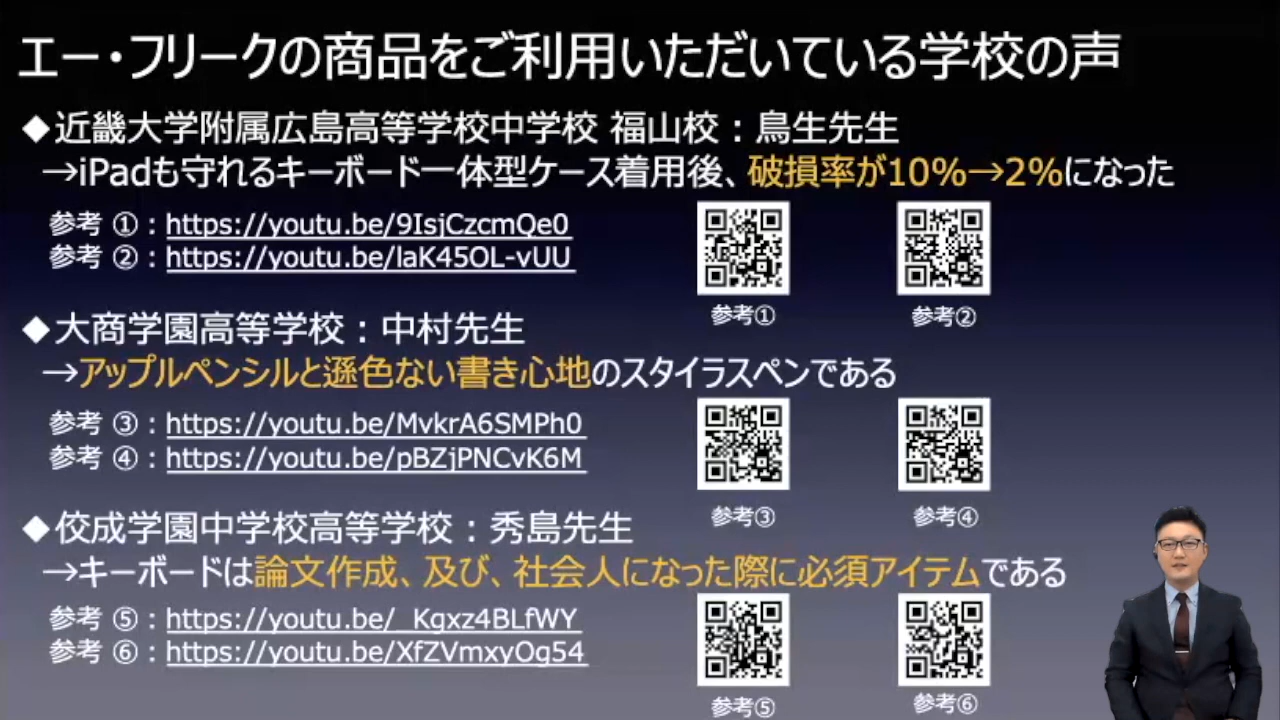 エー・フリークの商品をご利用いただいている学校の声
◆近畿大学附属広島高等学校中学校 福山校：鳥生先生
→iPadも守れるキーボード一体型ケース着用後、破損率が10%→2%になった
参考 ①：https://youtu.be/9IsjCzcmQe0
参考 ②：https://youtu.be/laK45OL-vUU
参考① 参考②
◆大商学園高等学校：中村先生
→アップルペンシルと遜色ない書き心地のスタイラスペンである
参考 ③：https://youtu.be/MvkrA6SMPh0
参考 ④：https://youtu.be/pBZjPNCvK6M
参考③ 参考④
◆佼成学園中学校高等学校：秀島先生
→キーボードは論文作成、及び、社会人になった際に必須アイテムである
参考 ⑤：https://youtu.be/_Kgxz4BLfWY
参考 ⑥：https://youtu.be/XfZVmxyOg54
参考⑤ 参考⑥